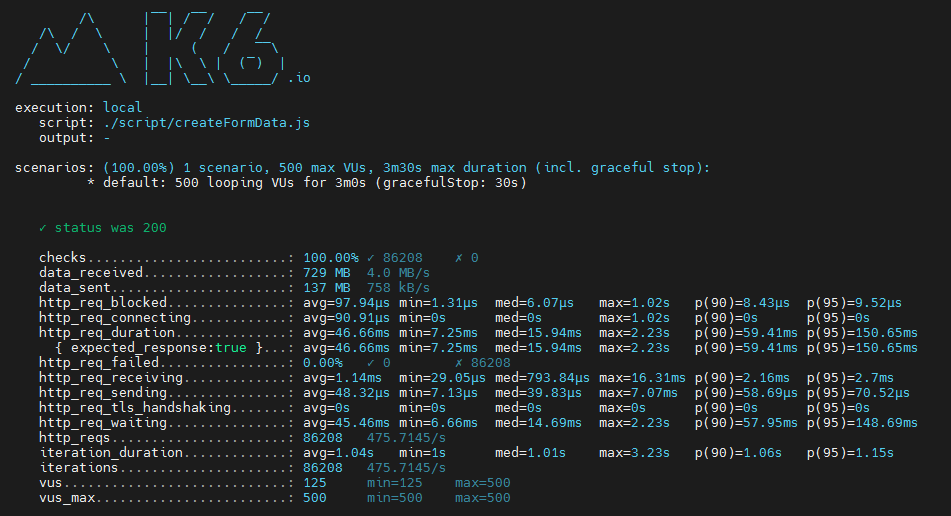 .io
execution: local
script: ./script/createFormData.js
output: -
scenarios: (100.00%) 1 scenario, 500 max VUs, 3m30s max duration (incl. graceful stop):
* default: 500 looping VUs for 3m0s (gracefulStop: 30s)
✓ status was 200
checks.........................: 100.00% ✓ 86208 ✗ 0
data_received..................: 729 MB 4.0 MB/s
data_sent......................: 137 MB 758 kB/s
http_req_blocked...............: avg=97.94µs min=1.31µs med=6.07µs max=1.02s p(90)=8.43µs p(95)=9.52µs
http_req_connecting............: avg=90.91µs min=0s med=0s max=1.02s p(90)=0s p(95)=0s
http_req_duration..............: avg=46.66ms min=7.25ms med=15.94ms max=2.23s p(90)=59.41ms p(95)=150.65ms
{ expected_response:true }...: avg=46.66ms min=7.25ms med=15.94ms max=2.23s p(90)=59.41ms p(95)=150.65ms
http_req_failed................: 0.00% ✓ 0 ✗ 86208
http_req_receiving.............: avg=1.14ms min=29.05µs med=793.84µs max=16.31ms p(90)=2.16ms p(95)=2.7ms
http_req_sending...............: avg=48.32µs min=7.13µs med=39.83µs max=7.07ms p(90)=58.69µs p(95)=70.52µs
http_req_tls_handshaking.......: avg=0s min=0s med=0s max=0s p(90)=0s p(95)=0s
http_req_waiting...............: avg=45.46ms min=6.66ms med=14.69ms max=2.23s p(90)=57.95ms p(95)=148.69ms
http_reqs......................: 86208 475.7145/s
iteration_duration.............: avg=1.04s min=1s med=1.01s max=3.23s p(90)=1.06s p(95)=1.15s
iterations.....................: 86208 475.7145/s
vus............................: 125 min=125 max=500
vus_max........................: 500 min=500 max=500